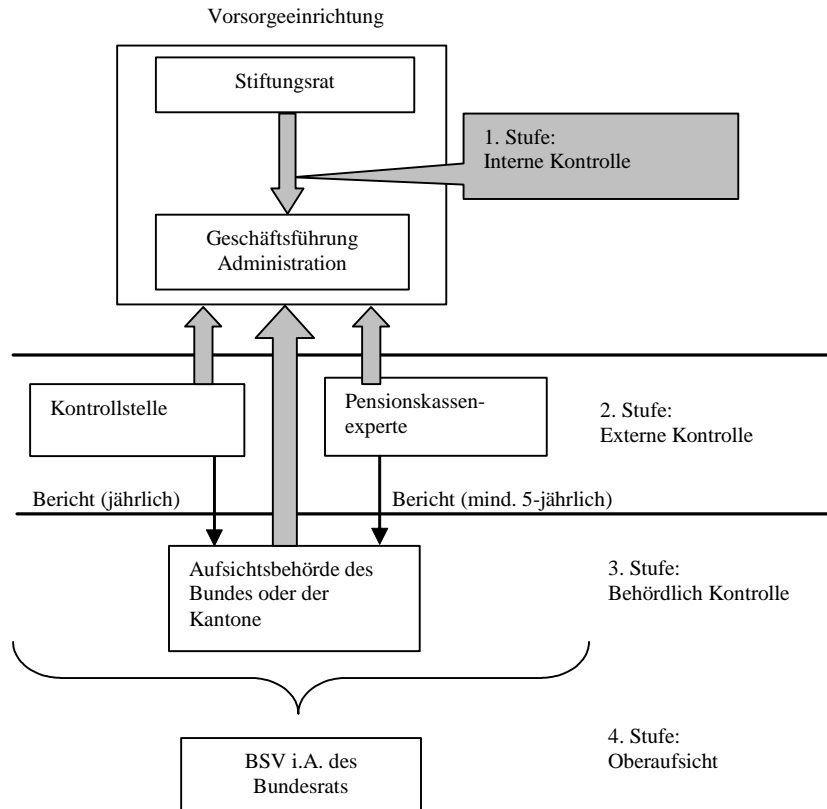 Vorsorgeeinrichtung
Stiftungsrat
1. Stufe:
Interne Kontrolle
Geschäftsführung
Administration
Kontrollstelle
Pensionskassen-
experte
2. Stufe:
Externe Kontrolle
Bericht (jährlich)
Bericht (mind. 5-jährlich)
Aufsichtsbehörde des
Bundes oder der
Kantone
3. Stufe:
Behördlich Kontrolle
BSV i.A. des
Bundesrats
4. Stufe:
Oberaufsicht